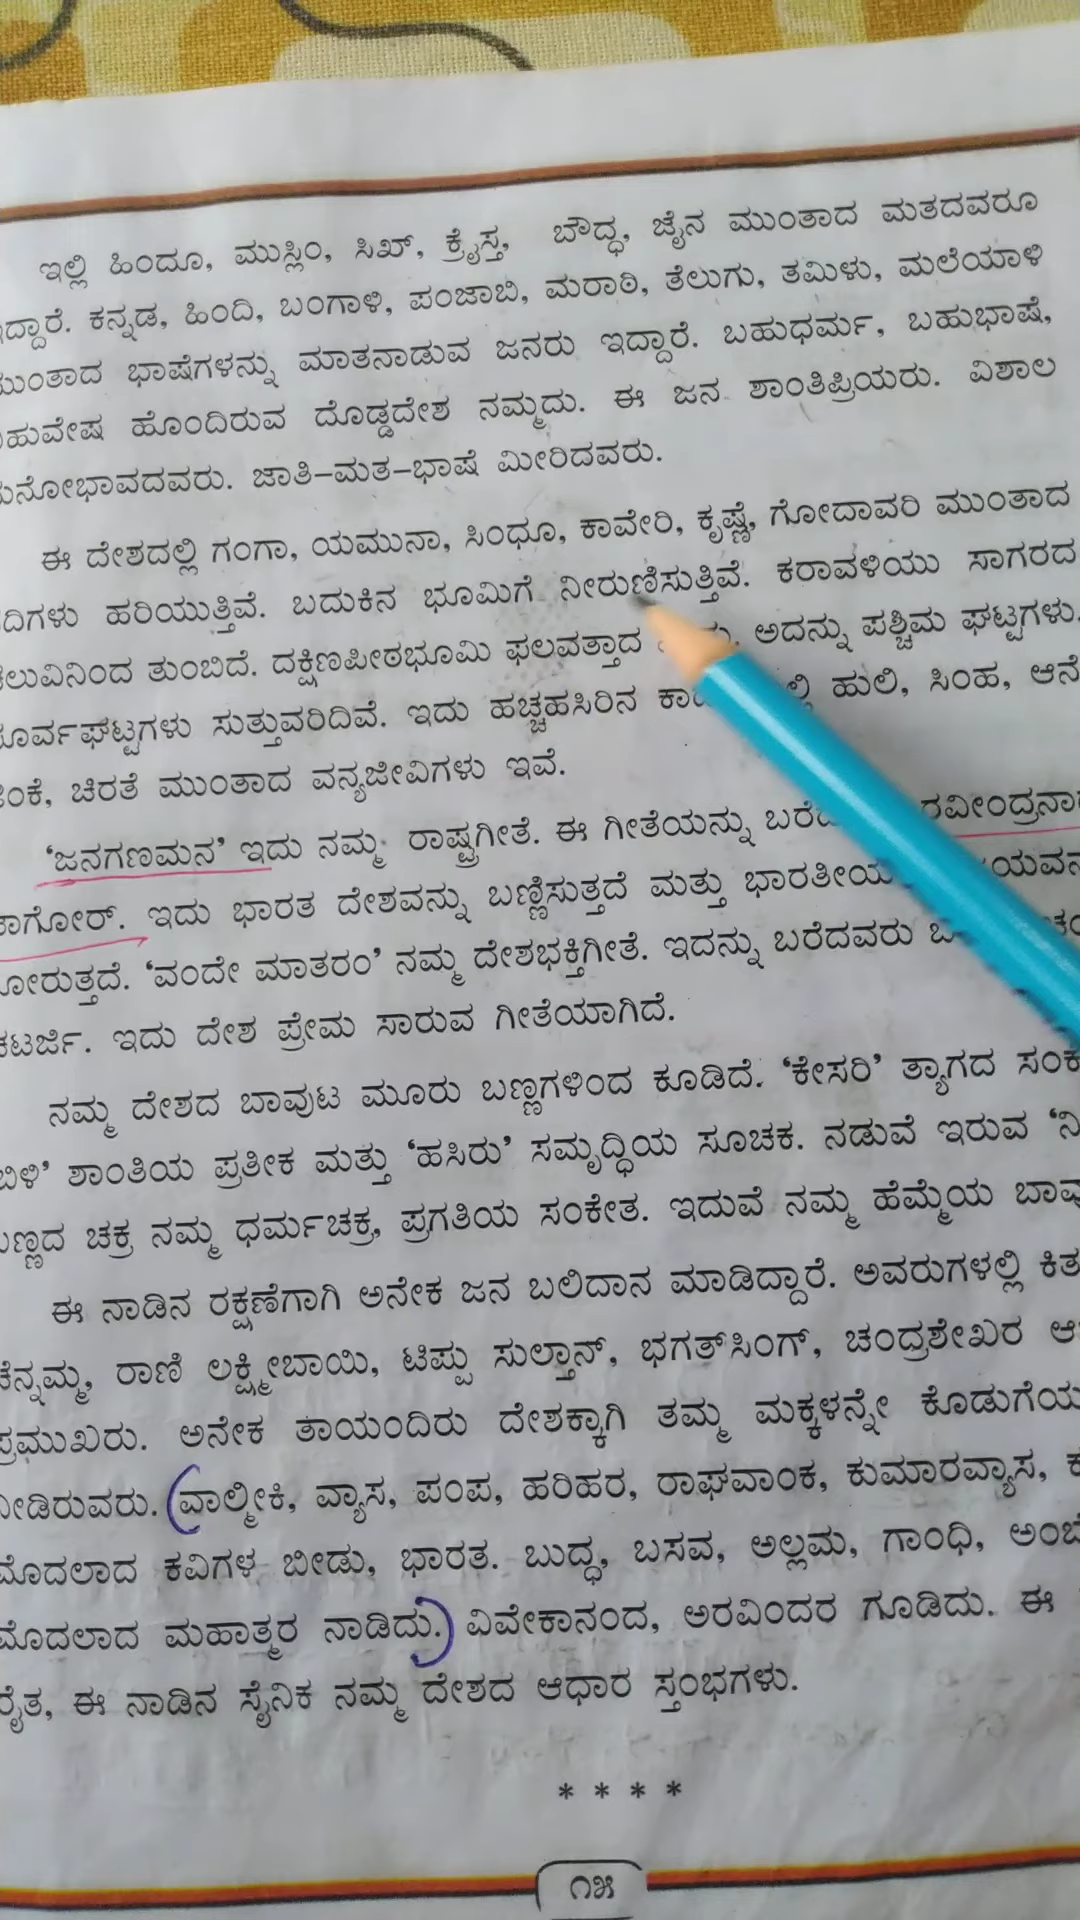 ಇಲ್ಲಿ ಹಿಂದೂ, ಮುಸ್ಲಿಂ, ಸಿಖ್, ಕ್ರೈಸ್ತ, ಬೌದ್ಧ, ಜೈನ ಮುಂತಾದ ಮತದವರೂ
ದ್ದಾರೆ. ಕನ್ನಡ, ಹಿಂದಿ, ಬಂಗಾಳಿ, ಪಂಜಾಬಿ, ಮರಾಠಿ, ತೆಲುಗು, ತಮಿಳು, ಮಲೆಯಾಳಿ
ಮುಂತಾದ ಭಾಷೆಗಳನ್ನು ಮಾತನಾಡುವ ಜನರು ಇದ್ದಾರೆ. ಬಹುಧರ್ಮ, ಬಹುಭಾಷೆ,
ಹುವೇಷ ಹೊಂದಿರುವ ದೊಡ್ಡದೇಶ ನಮ್ಮದು. ಈ ಜನ ಶಾಂತಿಪ್ರಿಯರು. ವಿಶಾಲ
ಮನೋಭಾವದವರು. ಜಾತಿ–ಮತ–ಭಾಷೆ ಮೀರಿದವರು.
ಈ ದೇಶದಲ್ಲಿ ಗಂಗಾ, ಯಮುನಾ, ಸಿಂಧೂ, ಕಾವೇರಿ, ಕೃಷ್ಣೆ, ಗೋದಾವರಿ ಮುಂತಾದ
ದಿಗಳು ಹರಿಯುತ್ತಿವೆ. ಬದುಕಿನ ಭೂಮಿಗೆ ನೀರುಣಿಸುತ್ತಿವೆ. ಕರಾವಳಿಯು ಸಾಗರದ
ಚೆಲುವಿನಿಂದ ತುಂಬಿದೆ. ದಕ್ಷಿಣಪೀಠಭೂಮಿ ಫಲವತ್ತಾದ ಅದನ್ನು ಪಶ್ಚಿಮ ಘಟ್ಟಗಳು.
ಪೂರ್ವಘಟ್ಟಗಳು ಸುತ್ತುವರಿದಿವೆ. ಇದು ಹಚ್ಚಹಸಿರಿನ ಹುಲಿ, ಸಿಂಹ, ಆನೆ
ಜಿಂಕೆ, ಚಿರತೆ ಮುಂತಾದ ವನ್ಯಜೀವಿಗಳು ಇವೆ.
‘ಜನಗಣಮನ’ ಇದು ನಮ್ಮ ರಾಷ್ಟ್ರಗೀತೆ. ಈ ಗೀತೆಯನ್ನು ರವೀಂದ್ರನಾ
ಠಾಗೋರ್. ಇದು ಭಾರತ ದೇಶವನ್ನು ಬಣ್ಣಿಸುತ್ತದೆ ಮತ್ತು ಭಾರತೀಯ
ಕೋರುತ್ತದೆ. ‘ವಂದೇ ಮಾತರಂ’ ನಮ್ಮ ದೇಶಭಕ್ತಿಗೀತೆ. ಇದನ್ನು ಬರೆದವರು
ಚಟರ್ಜಿ. ಇದು ದೇಶ ಪ್ರೇಮ ಸಾರುವ ಗೀತೆಯಾಗಿದೆ.
ನಮ್ಮ ದೇಶದ ಬಾವುಟ ಮೂರು ಬಣ್ಣಗಳಿಂದ ಕೂಡಿದೆ. ‘ಕೇಸರಿ’ ತ್ಯಾಗದ ಸಂಕ
ಬಿಳಿ’ ಶಾಂತಿಯ ಪ್ರತೀಕ ಮತ್ತು ‘ಹಸಿರು’ ಸಮೃದ್ಧಿಯ ಸೂಚಕ. ನಡುವೆ ಇರುವ ‘ನೀ
ಬಣ್ಣದ ಚಕ್ರ ನಮ್ಮ ಧರ್ಮಚಕ್ರ, ಪ್ರಗತಿಯ ಸಂಕೇತ. ಇದುವೆ ನಮ್ಮ ಹೆಮ್ಮೆಯ ಬಾವು
ಈ ನಾಡಿನ ರಕ್ಷಣೆಗಾಗಿ ಅನೇಕ ಜನ ಬಲಿದಾನ ಮಾಡಿದ್ದಾರೆ. ಅವರುಗಳಲ್ಲಿ ಕಿತ
ಚೆನ್ನಮ್ಮ, ರಾಣಿ ಲಕ್ಷ್ಮೀಬಾಯಿ, ಟಿಪ್ಪು ಸುಲ್ತಾನ್, ಭಗತ್‌ಸಿಂಗ್, ಚಂದ್ರಶೇಖರ ಆ
ಪ್ರಮುಖರು. ಅನೇಕ ತಾಯಂದಿರು ದೇಶಕ್ಕಾಗಿ ತಮ್ಮ ಮಕ್ಕಳನ್ನೇ ಕೊಡುಗೆಯ
ನೀಡಿರುವರು. (ವಾಲ್ಮೀಕಿ, ವ್ಯಾಸ, ಪಂಪ, ಹರಿಹರ, ರಾಘವಾಂಕ, ಕುಮಾರವ್ಯಾಸ,
ಮೊದಲಾದ ಕವಿಗಳ ಬೀಡು, ಭಾರತ. ಬುದ್ಧ, ಬಸವ, ಅಲ್ಲಮ, ಗಾಂಧಿ, ಅಂಬೆ
ಮೊದಲಾದ ಮಹಾತ್ಮರ ನಾಡಿದು.) ವಿವೇಕಾನಂದ, ಅರವಿಂದರ ಗೂಡಿದು. ಈ
ರೈತ, ಈ ನಾಡಿನ ಸೈನಿಕ ನಮ್ಮ ದೇಶದ ಆಧಾರ ಸ್ತಂಭಗಳು.
* * * *
೧೫